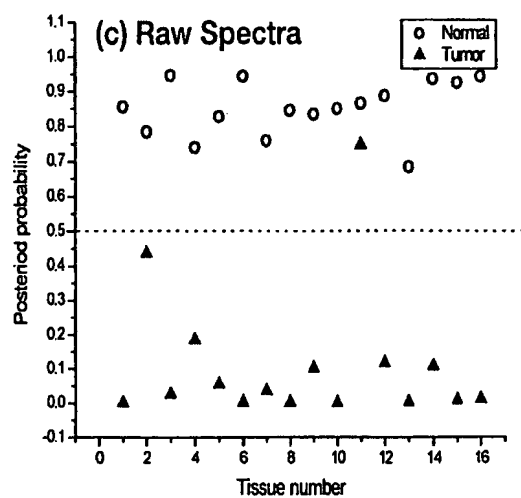 (c) Raw Spectra
Normal
Tumor
Posteriod probability
1.1
1.0
0.9
0.8
0.7
0.6
0.5
0.4
0.3
0.2
0.1
0.0
-0.1
0 2 4 6 8 10 12 14 16
Tissue number